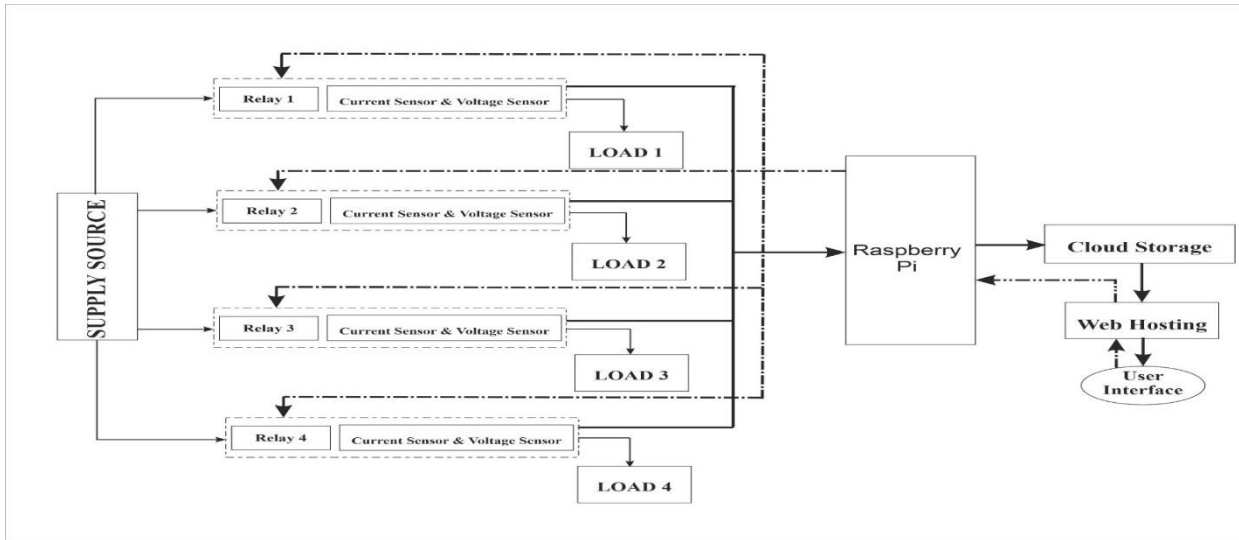 SUPPLY SOURCE
Relay 1
Current Sensor & Voltage Sensor
LOAD 1
Relay 2
Current Sensor & Voltage Sensor
LOAD 2
Relay 3
Current Sensor & Voltage Sensor
LOAD 3
Relay 4
Current Sensor & Voltage Sensor
LOAD 4
Raspberry
Pi
Cloud Storage
Web Hosting
User
Interface